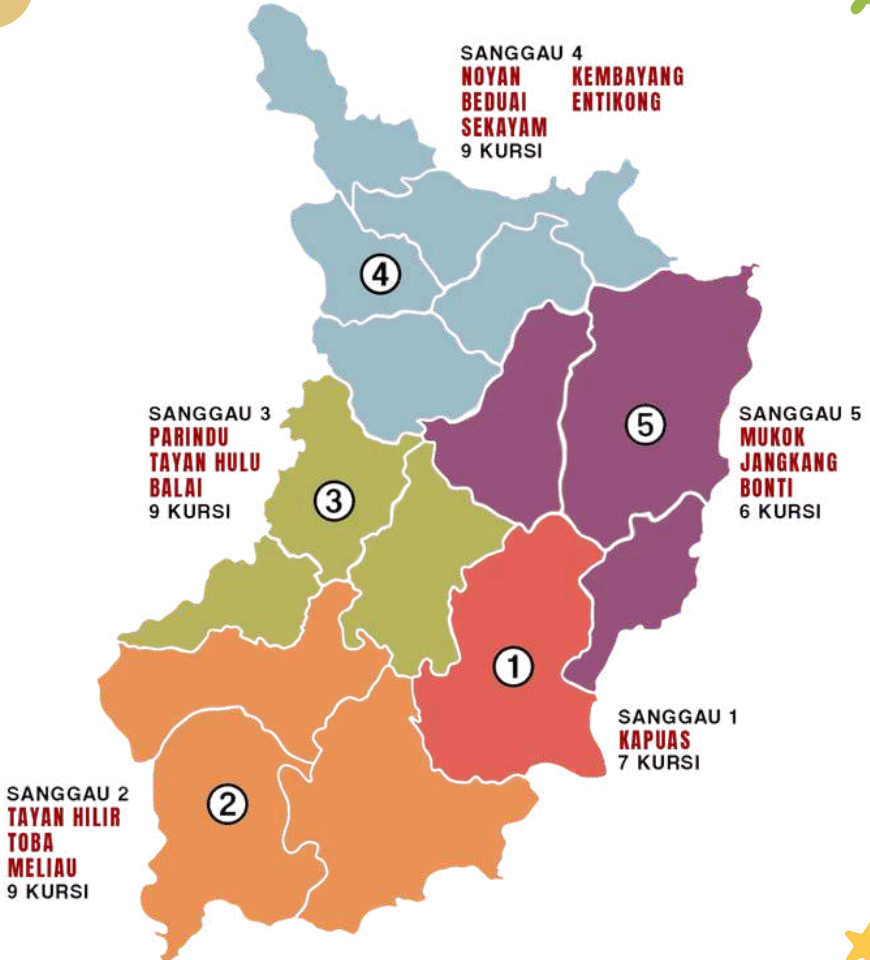 SANGGAU 4
NOYAN KEMBAYANG
BEDUAI ENTIKONG
SEKAYAM
9 KURSI
4
SANGGAU 3
PARINDU
TAYAN HULU
BALAI
9 KURSI
3
5
SANGGAU 5
MUKOK
JANGKANG
BONTI
6 KURSI
1
SANGGAU 1
KAPUAS
7 KURSI
SANGGAU 2
TAYAN HILIR
TOBA
MELIAU
9 KURSI
2